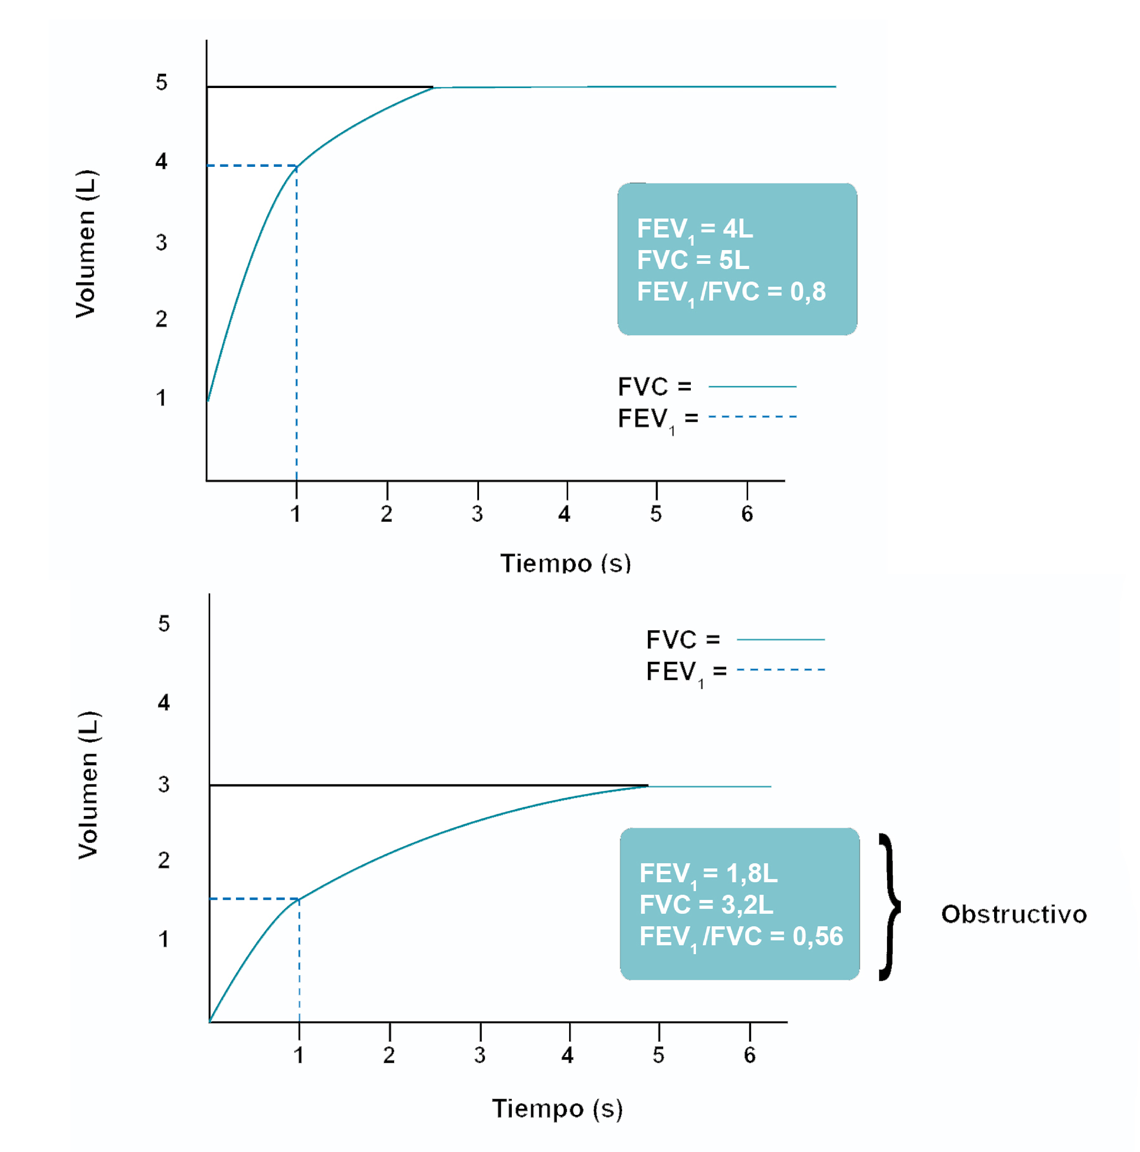 5
4
3
2
1
Volumen (L)
FEV1 = 4L
FVC = 5L
FEV1 /FVC = 0,8
FVC =
FEV1 =
1 2 3 4 5 6
Tiempo (s)
5
4
3
2
1
Volumen (L)
FVC =
FEV1 =
FEV1 = 1,8L
FVC = 3,2L
FEV1 /FVC = 0,56
Obstructivo
1 2 3 4 5 6
Tiempo (s)